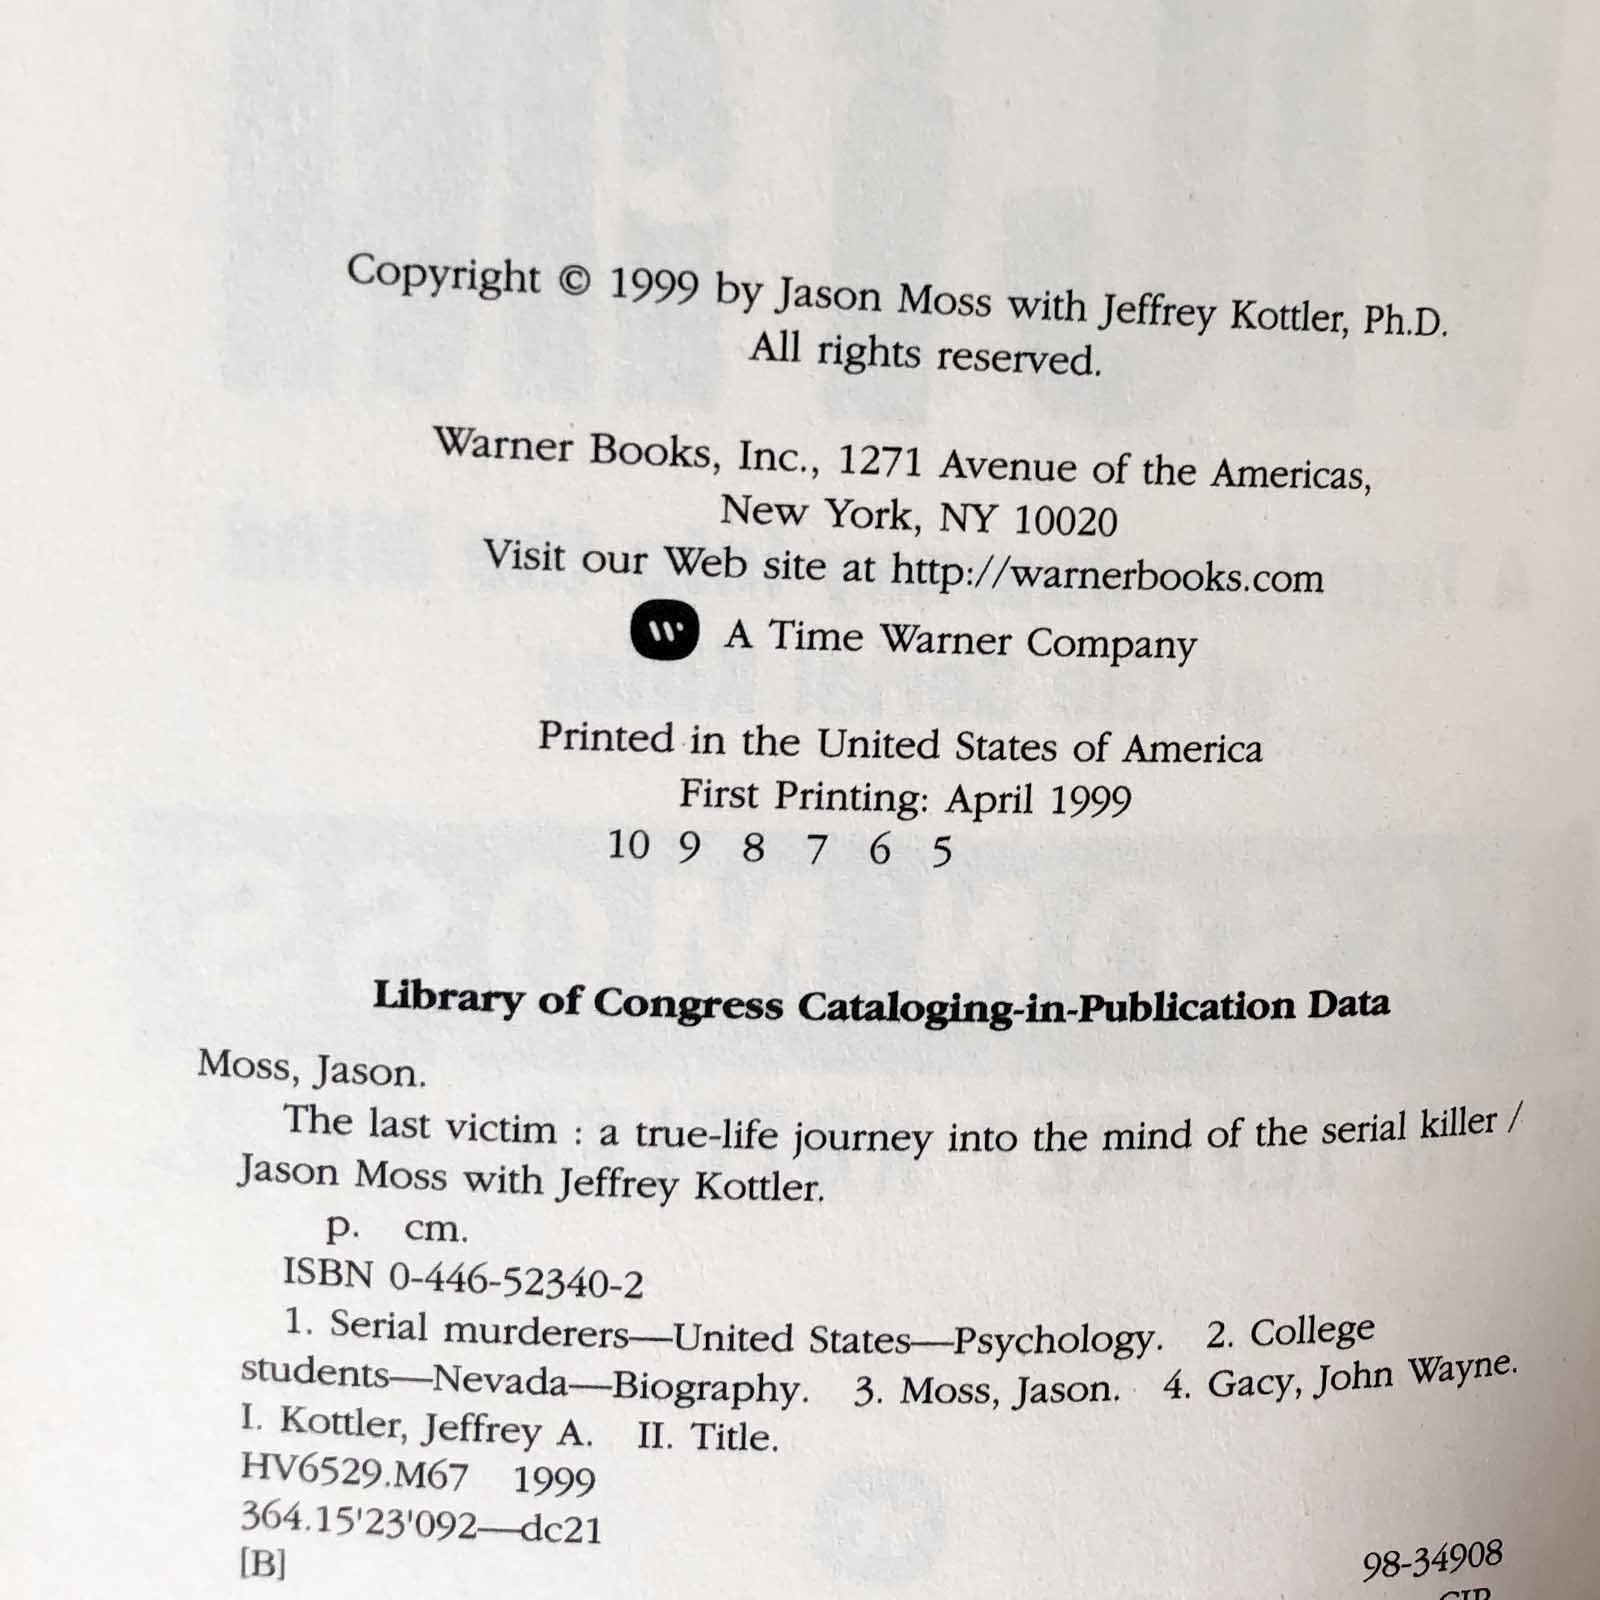 Copyright © 1999 by Jason Moss with Jeffrey Kottler, Ph.D.
All rights reserved.
Warner Books, Inc., 1271 Avenue of the Americas,
New York, NY 10020
Visit our Web site at http://warnerbooks.com
A Time Warner Company
Printed in the United States of America
First Printing: April 1999
10 9 8 7 6 5
Library of Congress Cataloging-in-Publication Data
Moss, Jason.
The last victim : a true-life journey into the mind of the serial killer /
Jason Moss with Jeffrey Kottler.
p. cm.
ISBN 0-446-52340-2
1. Serial murderers—United States—Psychology. 2. College
students—Nevada—Biography. 3. Moss, Jason. 4. Gacy, John Wayne.
I. Kottler, Jeffrey A. II. Title.
HV6529.M67 1999
364.15'23'092—dc21
[B]
98-34908
CIP